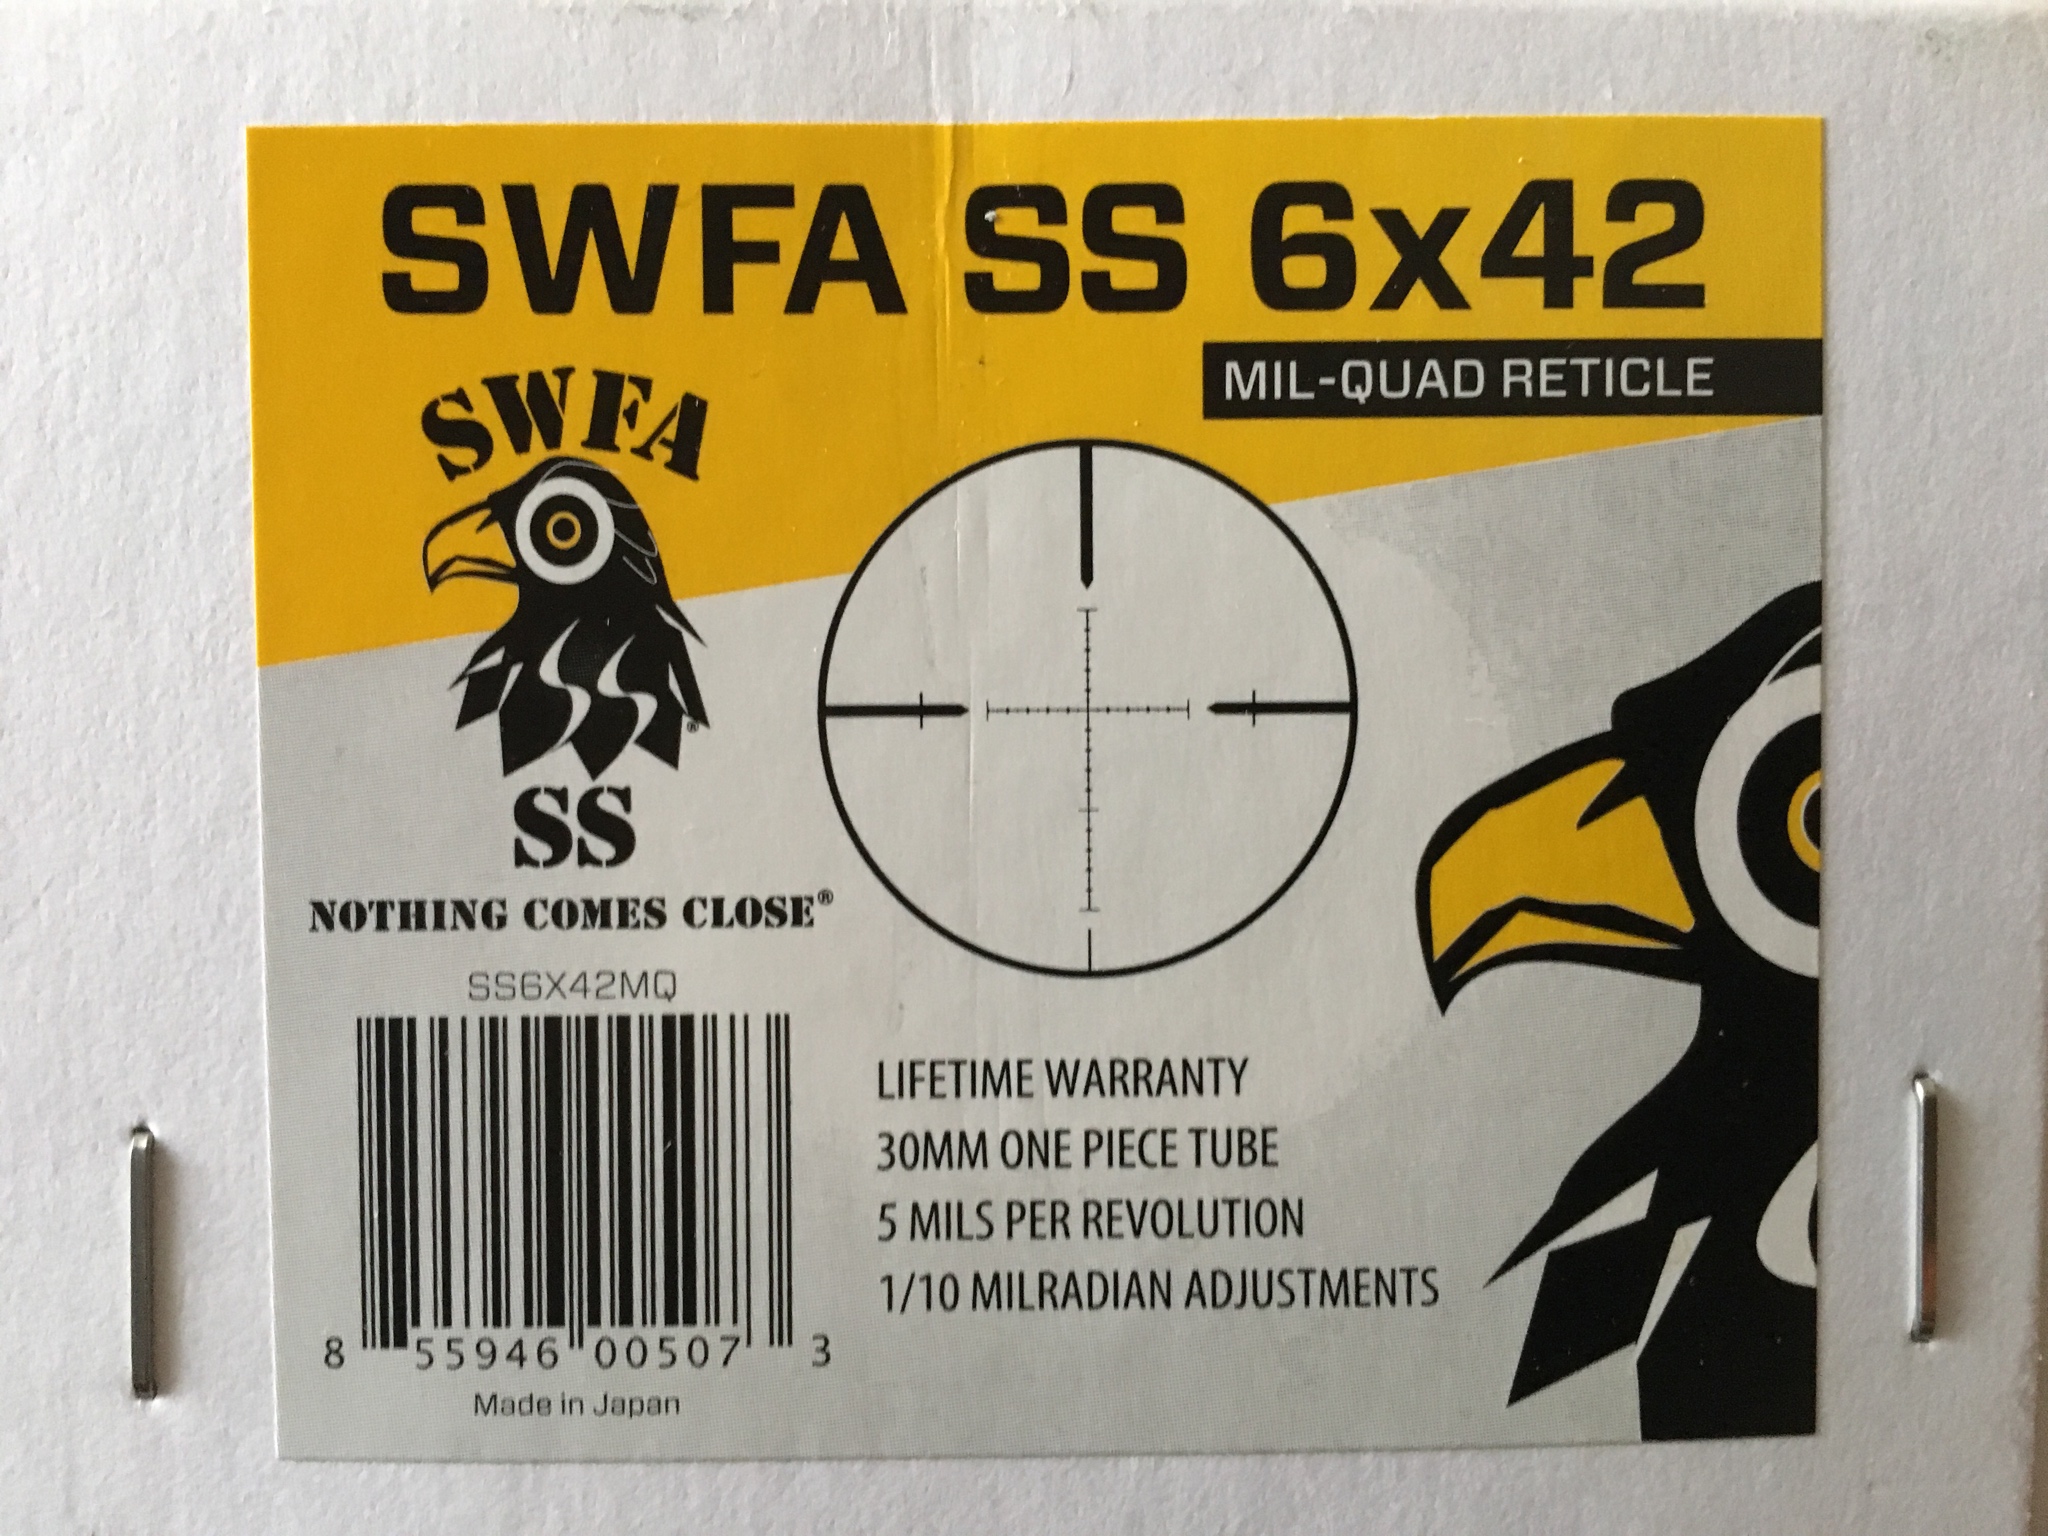 SWFA SS 6x42
MIL-QUAD RETICLE
SWFA
SS
®
SS
NOTHING COMES CLOSE®
SS6X42MQ
8 55946 00507 3
Made in Japan
LIFETIME WARRANTY
30MM ONE PIECE TUBE
5 MILS PER REVOLUTION
1/10 MILRADIAN ADJUSTMENTS